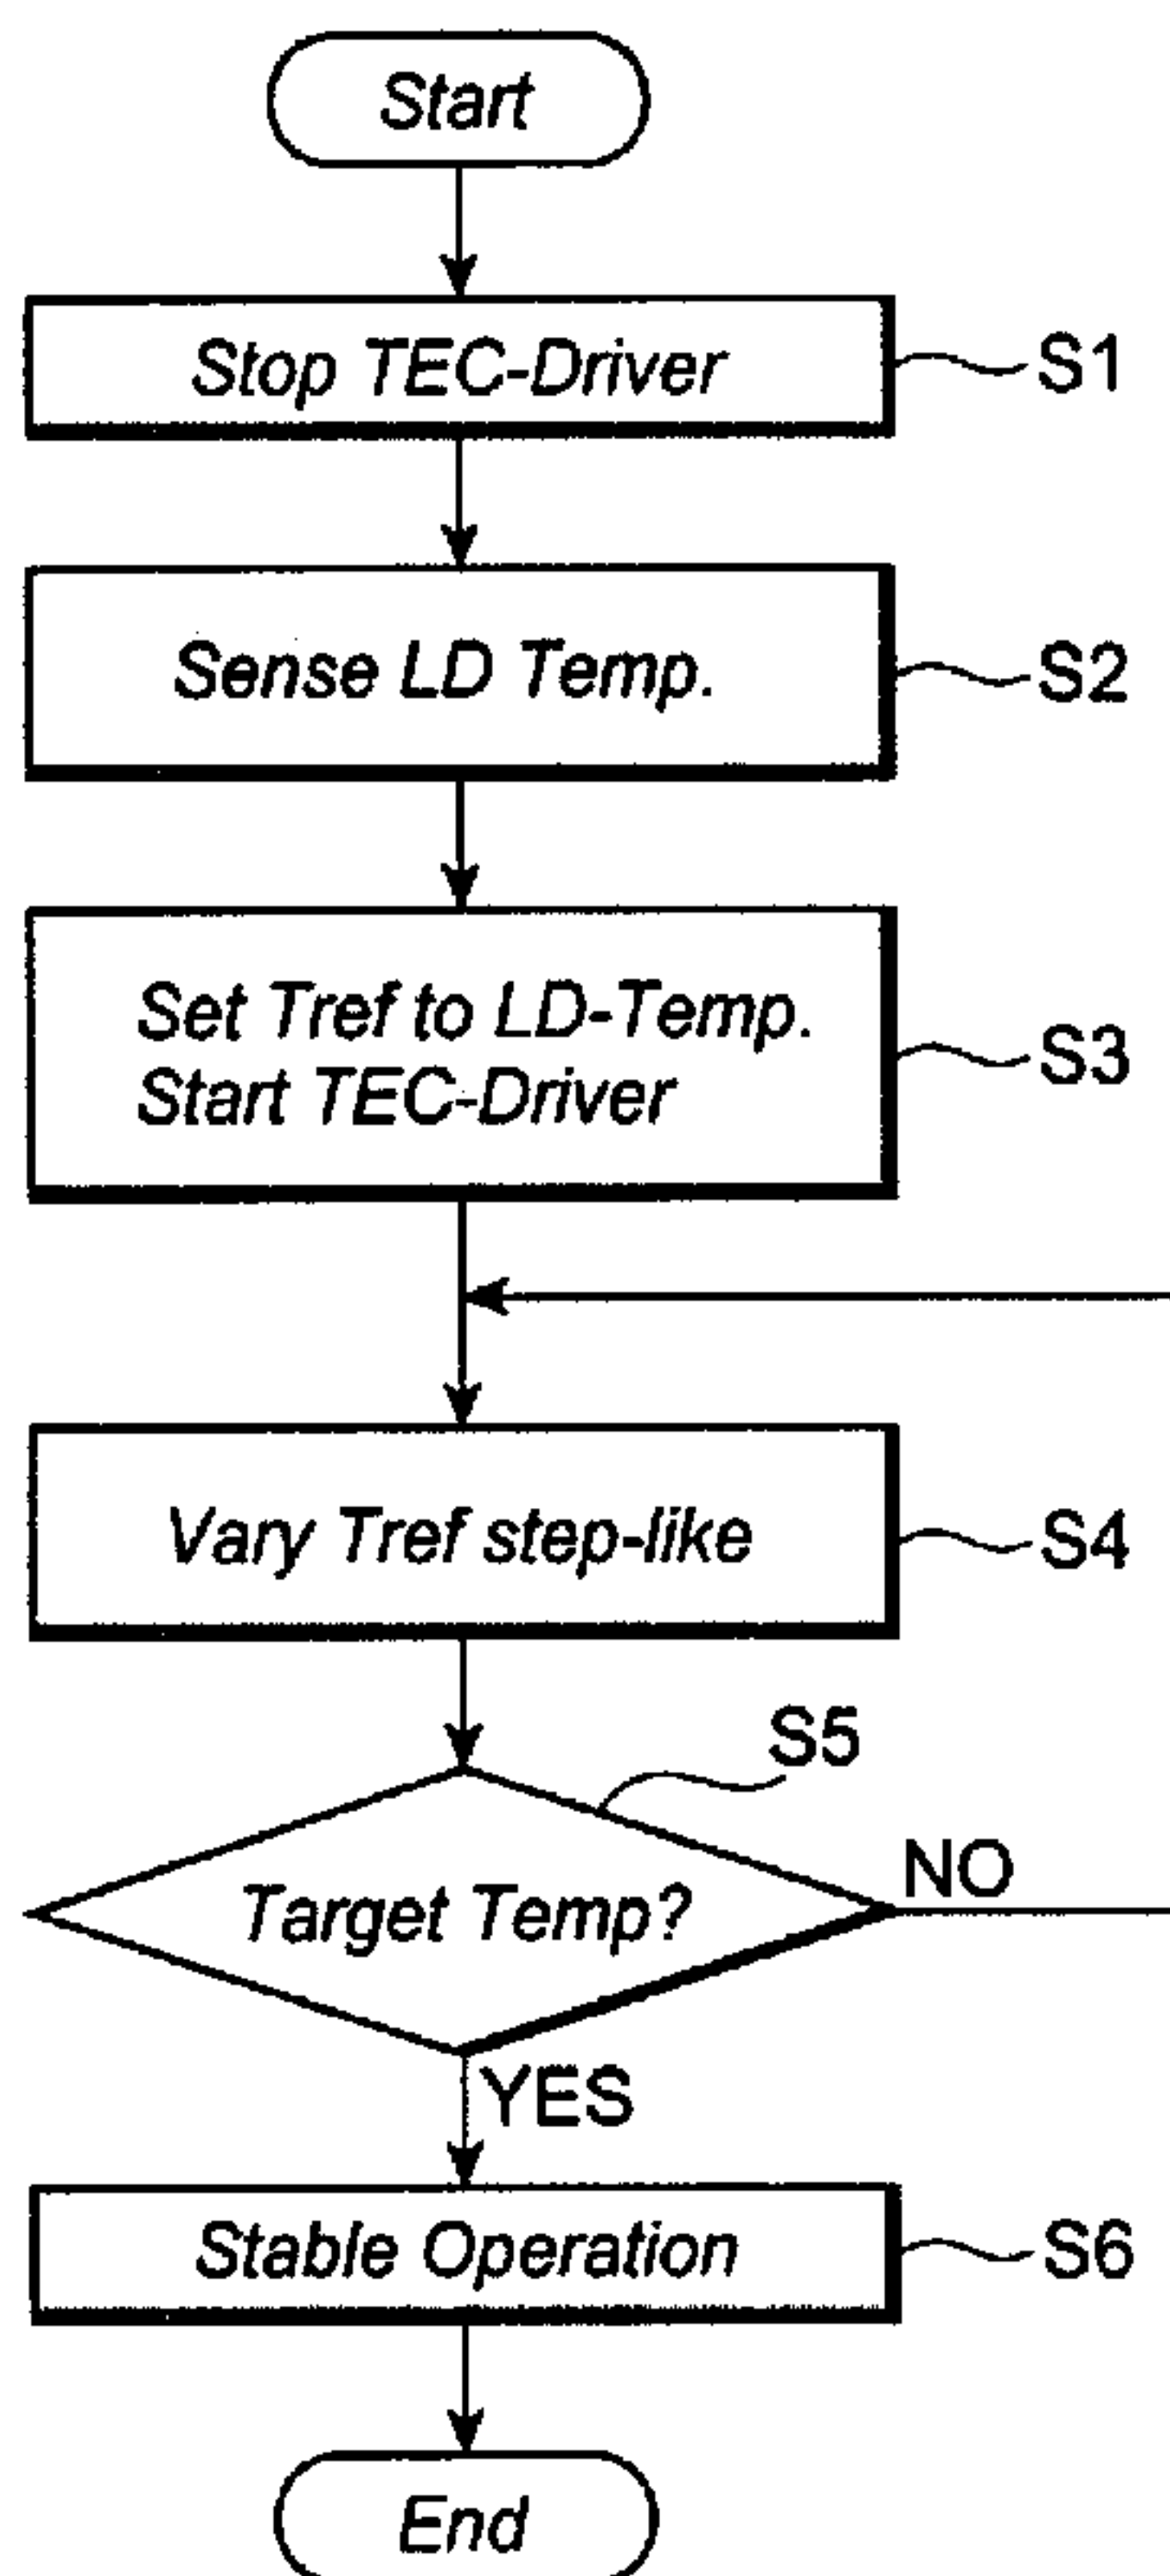 Start
Stop TEC-Driver
S1
Sense LD Temp.
S2
Set Tref to LD-Temp.
Start TEC-Driver
S3
Vary Tref step-like
S4
S5
Target Temp?
NO
YES
Stable Operation
S6
End